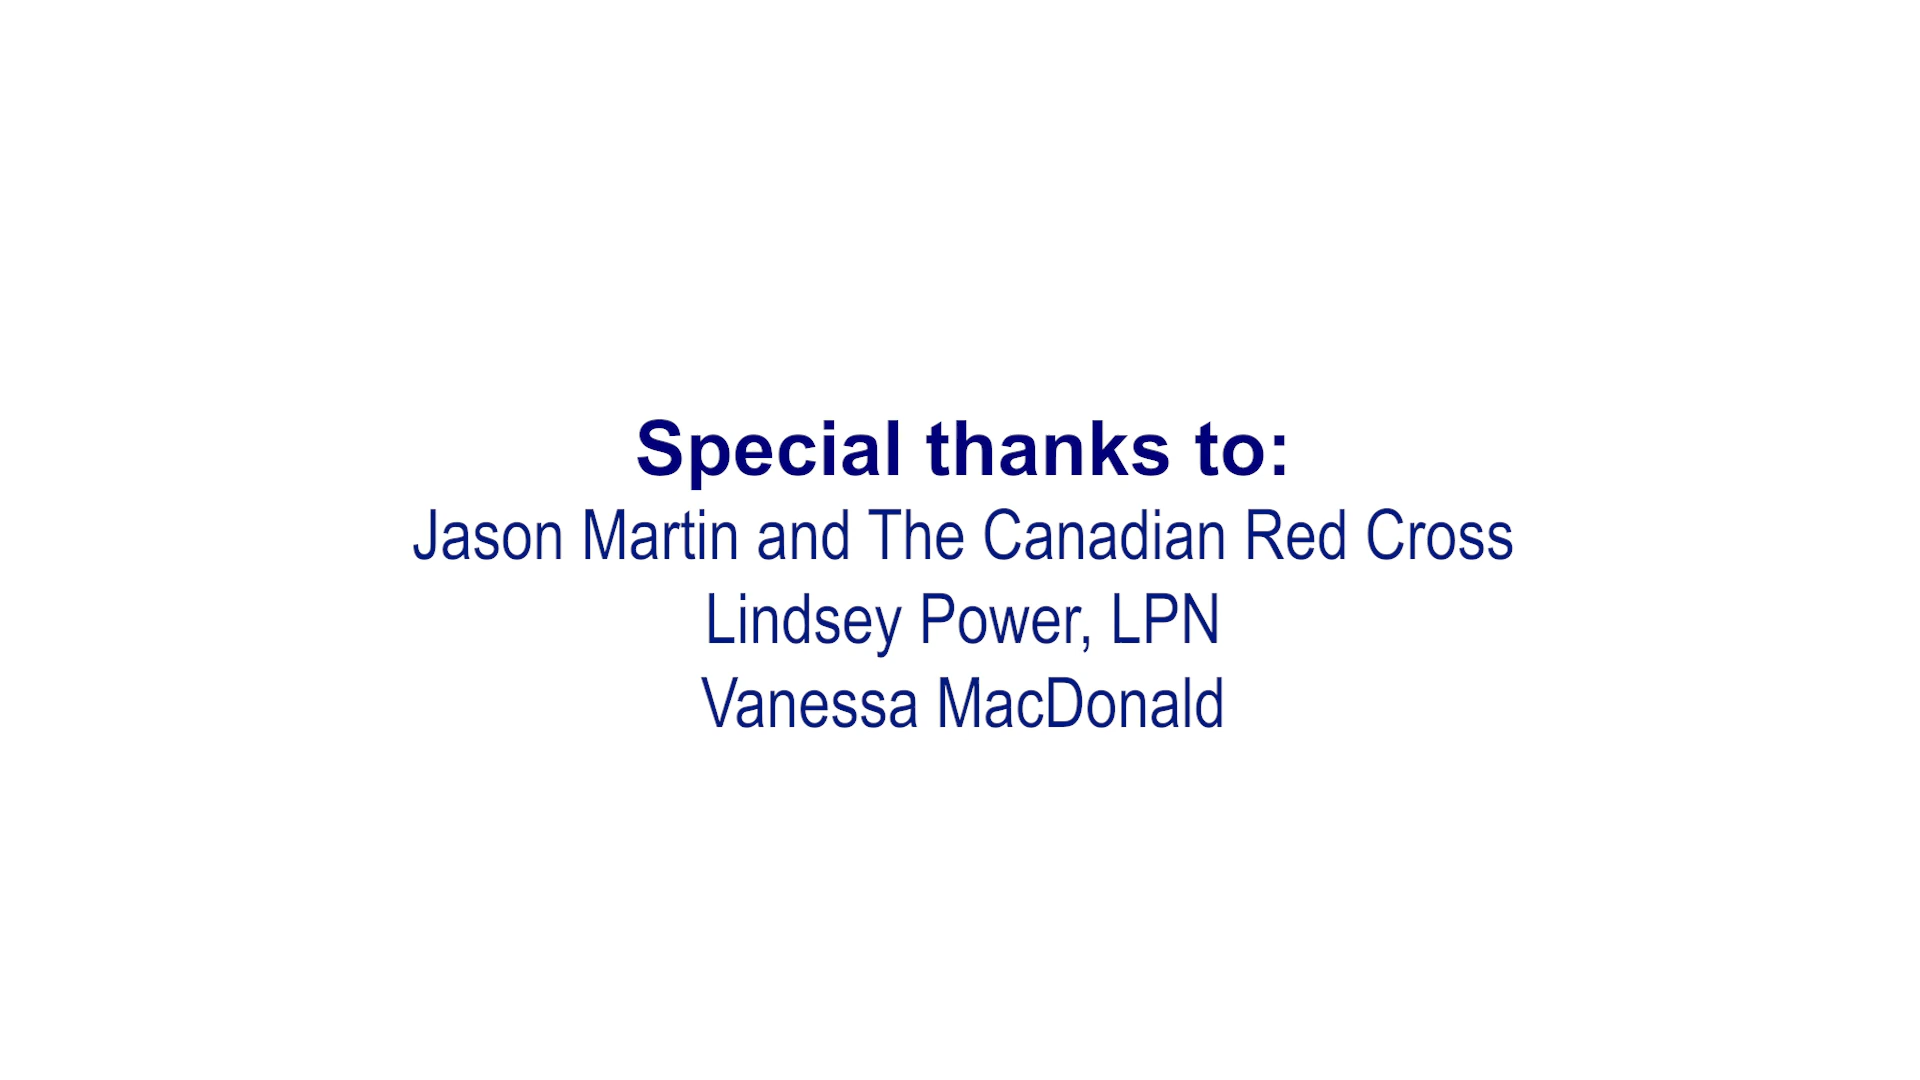 Special thanks to:
Jason Martin and The Canadian Red Cross
Lindsey Power, LPN
Vanessa MacDonald